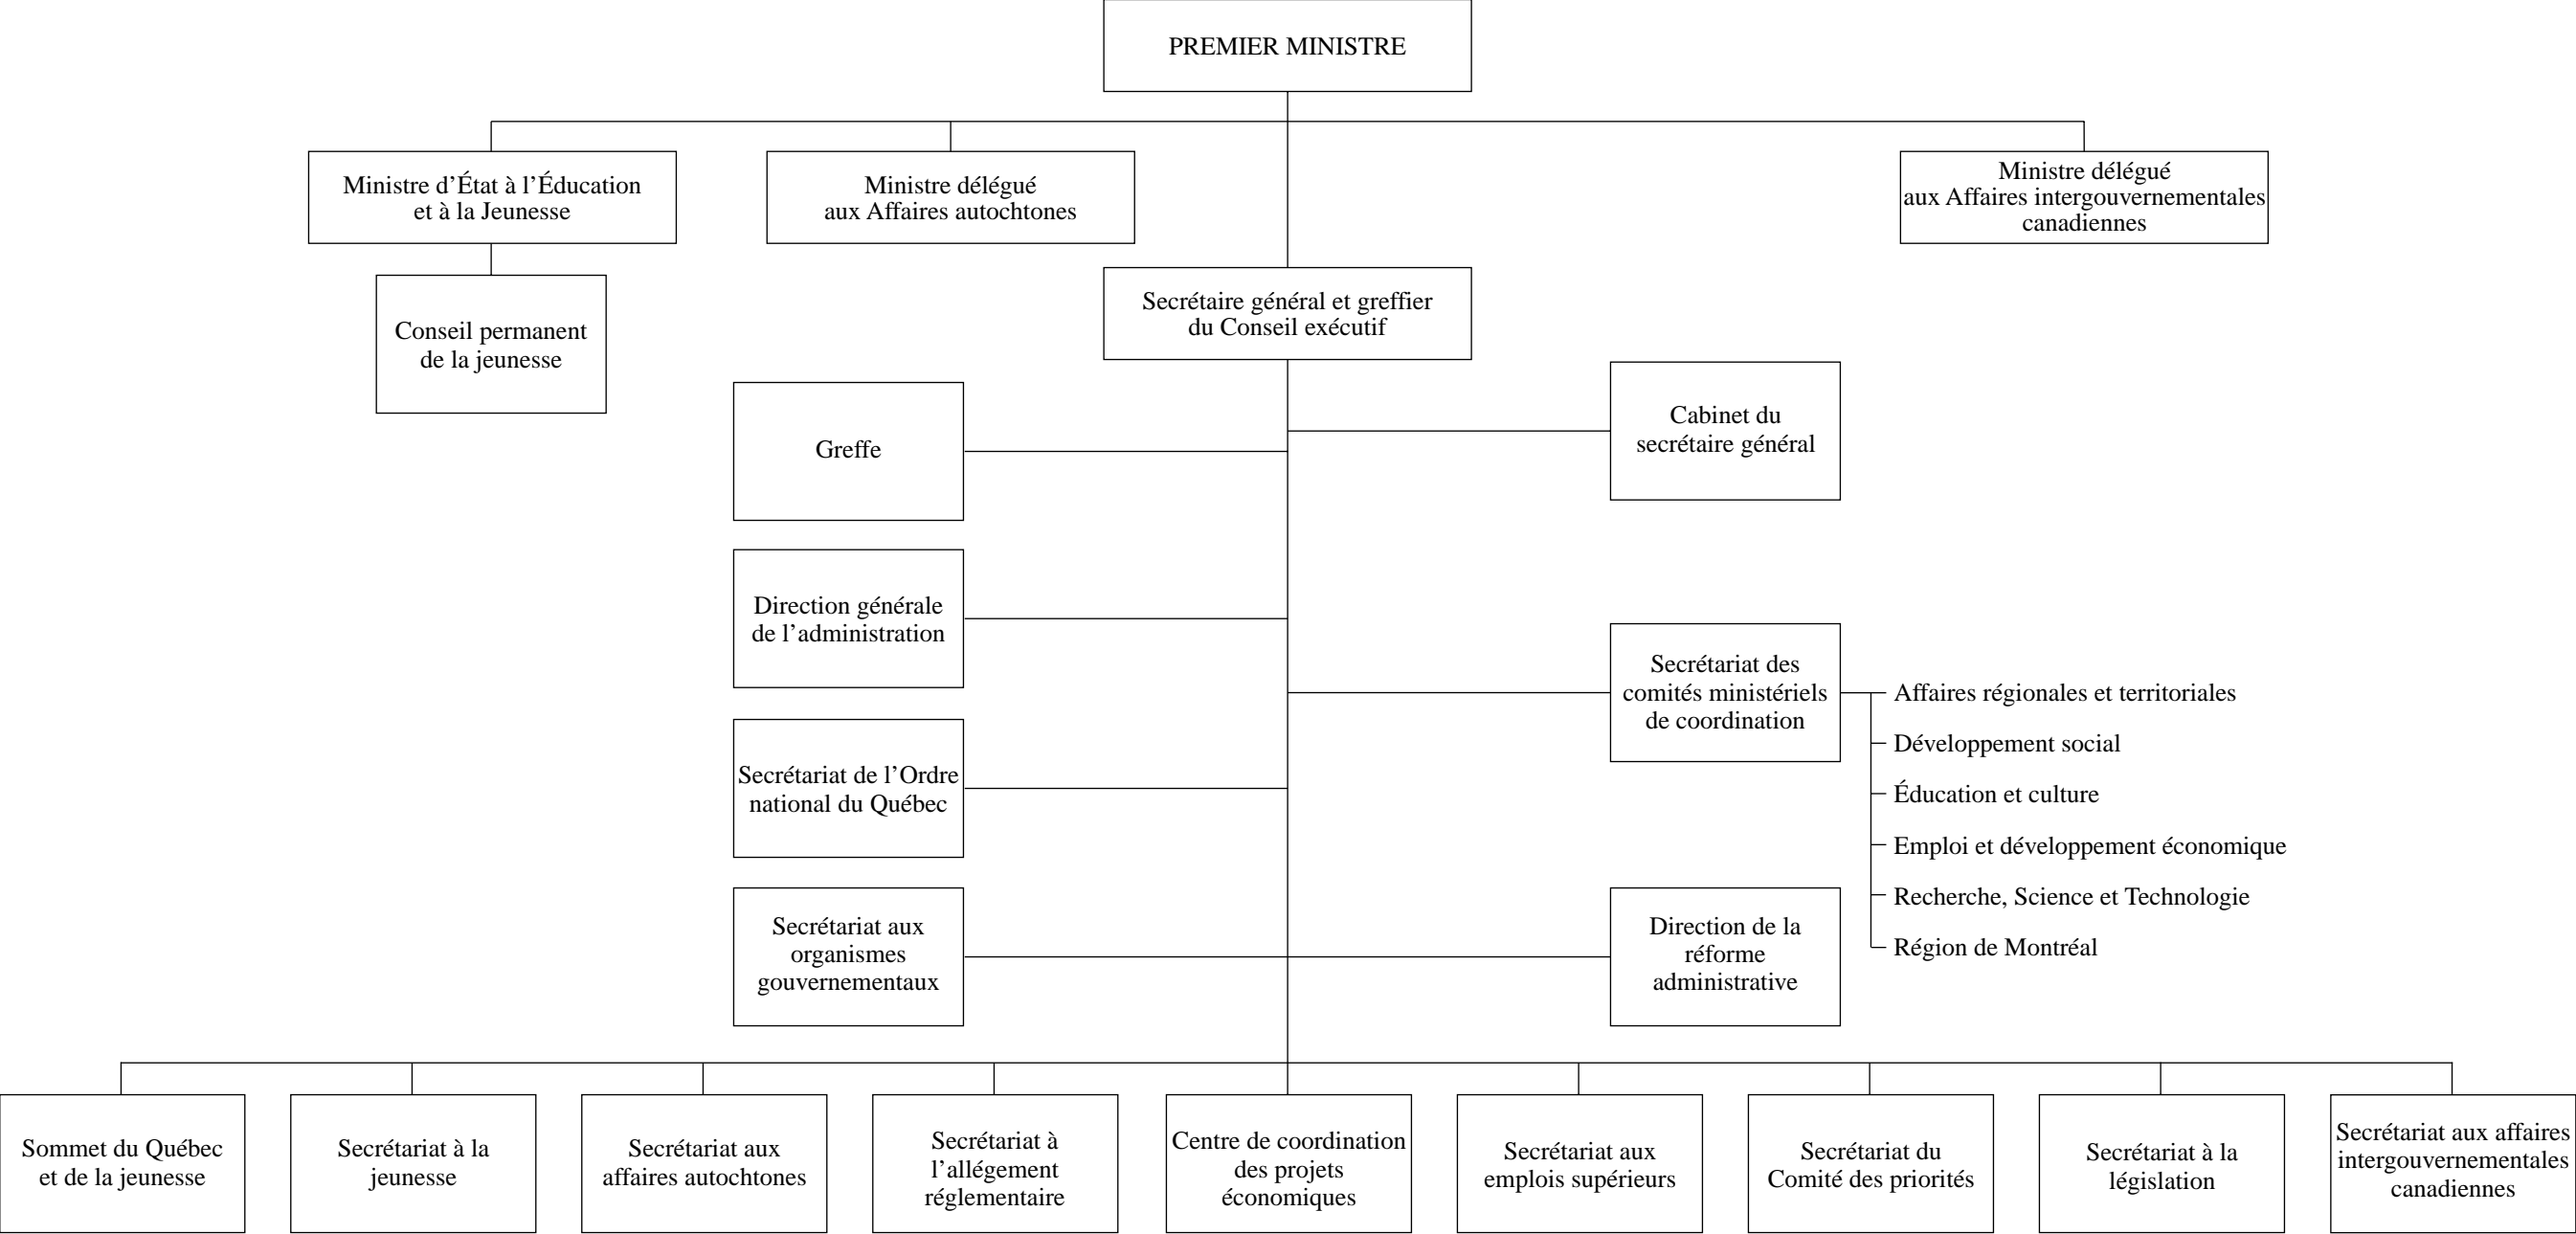 PREMIER MINISTRE
Ministre d’État à l’Éducation
et à la Jeunesse
Ministre délégué
aux Affaires autochtones
Ministre délégué
aux Affaires intergouvernementales
canadiennes
Conseil permanent
de la jeunesse
Secrétaire général et greffier
du Conseil exécutif
Greffe
Cabinet du
secrétaire général
Direction générale
de l’administration
Secrétariat des
comités ministériels
de coordination
Affaires régionales et territoriales
Développement social
Éducation et culture
Emploi et développement économique
Recherche, Science et Technologie
Région de Montréal
Secrétariat de l’Ordre
national du Québec
Secrétariat aux
organismes
gouvernementaux
Direction de la
réforme
administrative
Sommet du Québec
et de la jeunesse
Secrétariat à la
jeunesse
Secrétariat aux
affaires autochtones
Secrétariat à
l’allégement
réglementaire
Centre de coordination
des projets
économiques
Secrétariat aux
emplois supérieurs
Secrétariat du
Comité des priorités
Secrétariat à la
législation
Secrétariat aux affaires
intergouvernementales
canadiennes